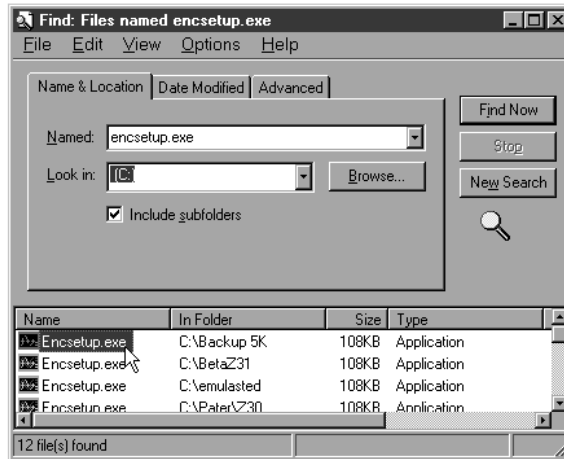 Find: Files named encsetup.exe
File Edit View Options Help
Name & Location Date Modified Advanced
Named: encsetup.exe
Look in: (C:)
Browse...
Include subfolders
Find Now
Stop
New Search
Name In Folder Size Type
Encsetup.exe C:\Backup 5K 108KB Application
Encsetup.exe C:\BetaZ31 108KB Application
Encsetup.exe C:\emulasted 108KB Application
Encsetup.exe C:\Pater\Z30 108KB Application
12 file(s) found